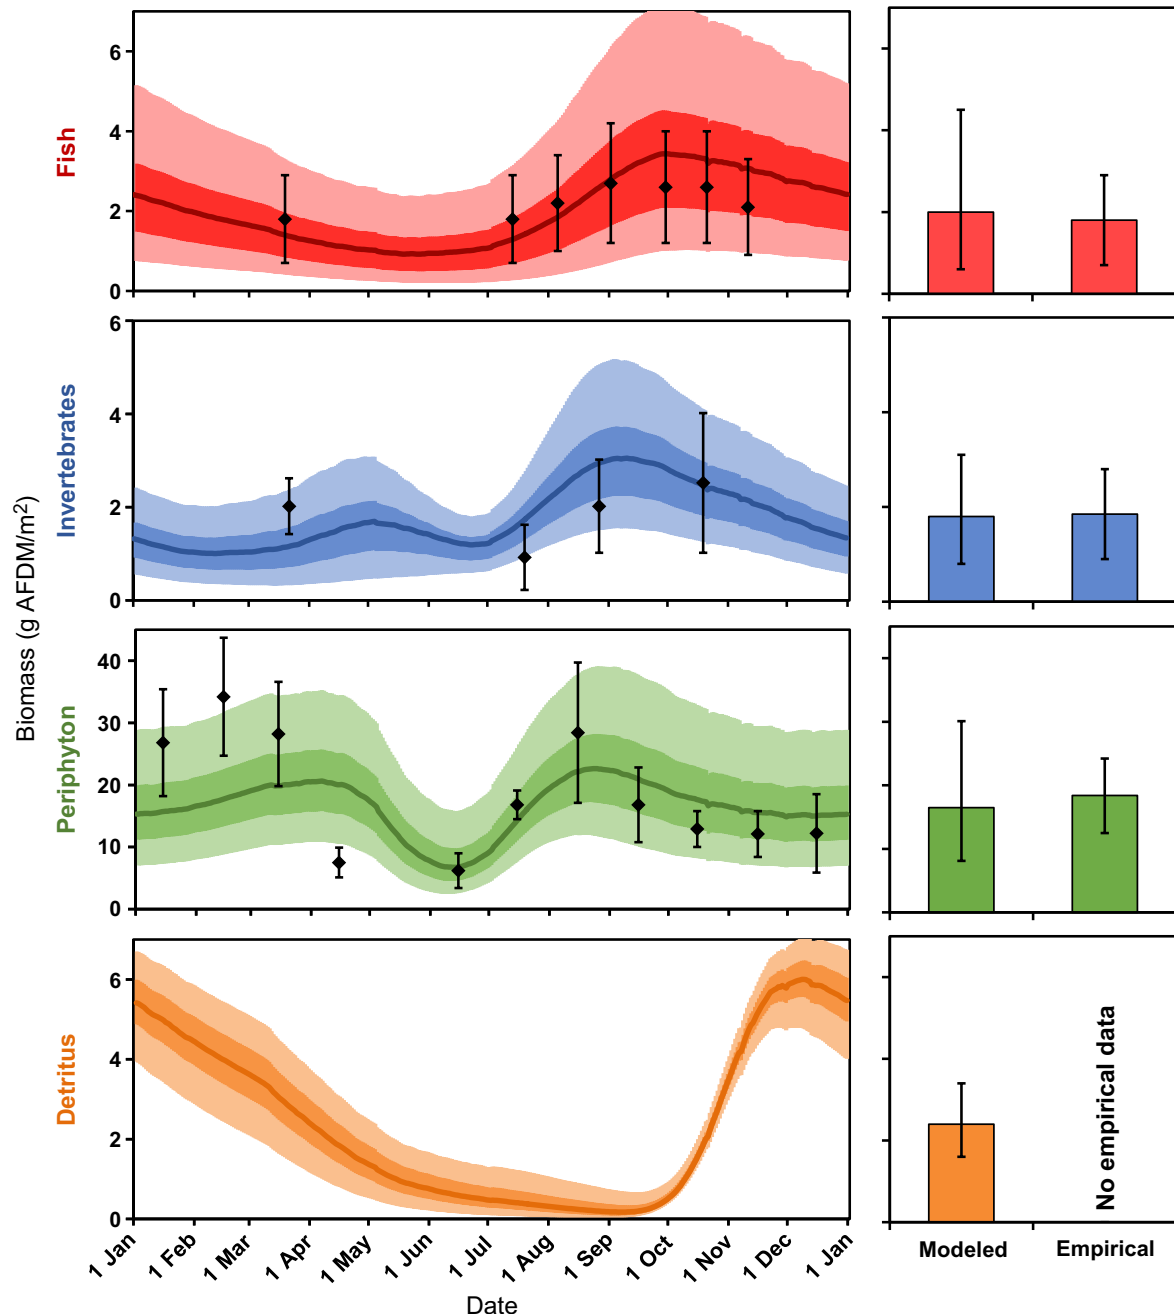 Biomass (g AFDM/m²)
Fish
6
4
2
0
Invertebrates
6
4
2
0
Periphyton
40
30
20
10
0
Detritus
6
4
2
0
1 Jan
1 Feb
1 Mar
1 Apr
1 May
1 Jun
1 Jul
1 Aug
1 Sep
1 Oct
1 Nov
1 Dec
1 Jan
Date
No empirical data
Modeled
Empirical